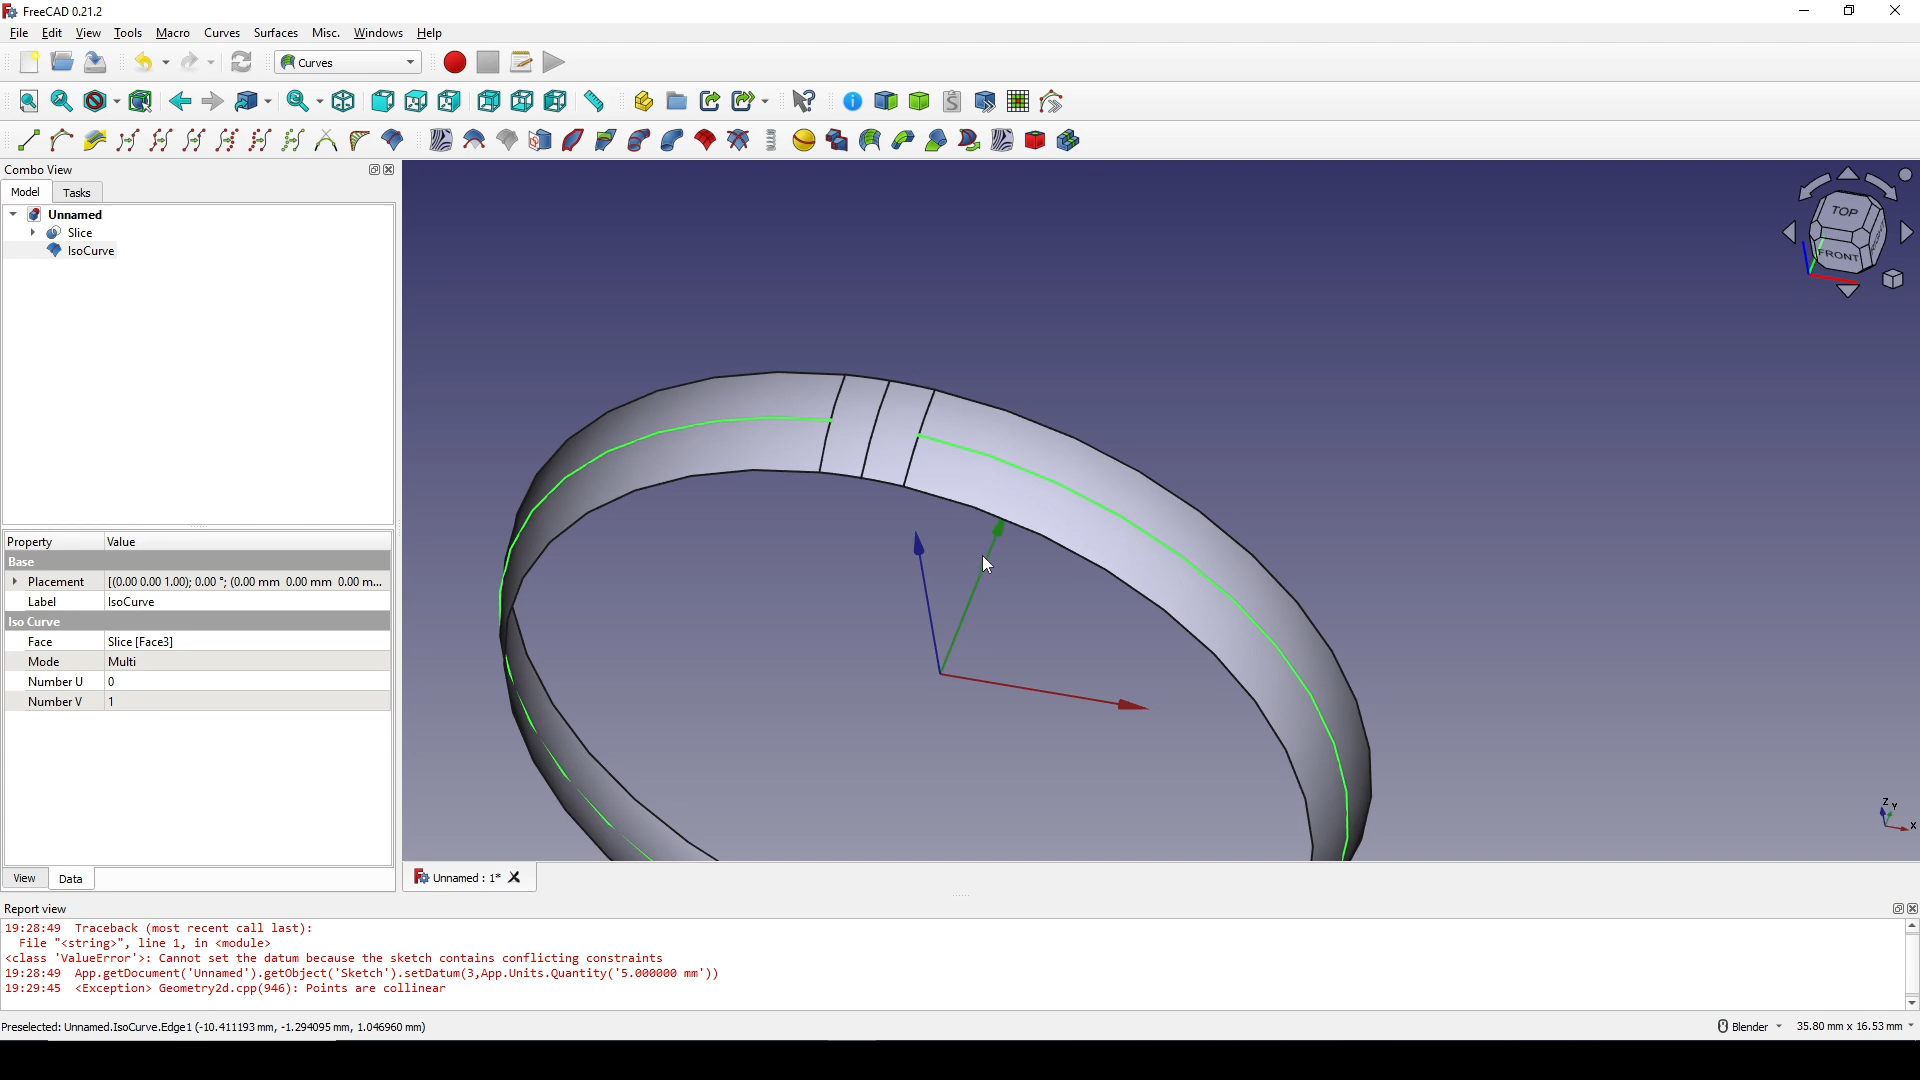 FreeCAD 0.21.2
File Edit View Tools Macro Curves Surfaces Misc. Windows Help
Curves
Combo View
Model Tasks
Unnamed
Slice
IsoCurve
Property Value
Base
Placement [(0.00 0.00 1.00); 0.00 °; (0.00 mm 0.00 mm 0.00 m...
Label IsoCurve
Iso Curve
Face Slice [Face3]
Mode Multi
Number U 0
Number V 1
View Data
TOP
FRONT
Z
Y
X
Unnamed : 1*
Report view
19:28:49 Traceback (most recent call last):
File "<string>", line 1, in <module>
<class 'ValueError'>: Cannot set the datum because the sketch contains conflicting constraints
19:28:49 App.getDocument('Unnamed').getObject('Sketch').setDatum(3,App.Units.Quantity('5.000000 mm'))
19:29:45 <Exception> Geometry2d.cpp(946): Points are collinear
Preselected: Unnamed.IsoCurve.Edge1 (-10.411193 mm, -1.294095 mm, 1.046960 mm)
Blender 35.80 mm x 16.53 mm